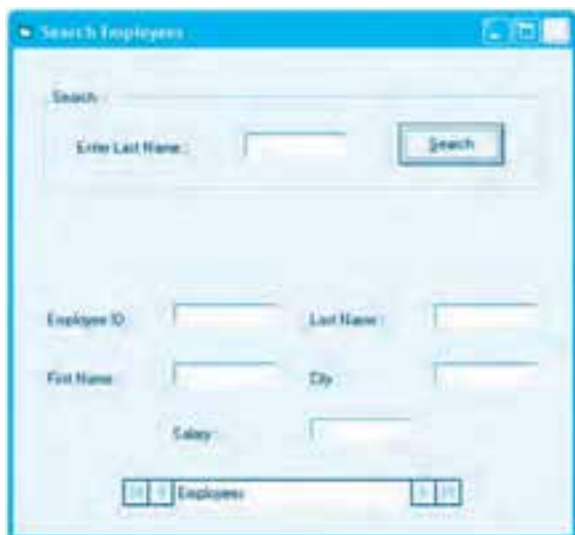 Search Employees
Search
Enter Last Name :
Search
Employee ID
Last Name :
First Name
City
Salary :
Employees